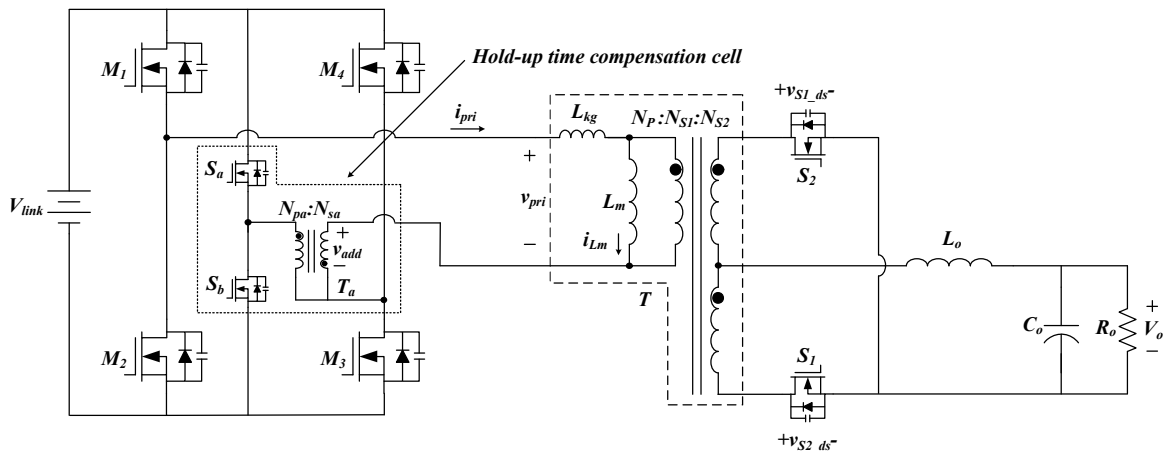 Hold-up time compensation cell
M1
M4
+vS1_ds-
ipri
Lkg
NP:NS1:NS2
S2
Sa
+
vpri
−
Lm
Vlink
Npa:Nsa
+
vadd
−
iLm
Lo
Sb
Ta
T
Co
Ro
+
Vo
−
M2
M3
S1
+vS2_ds-